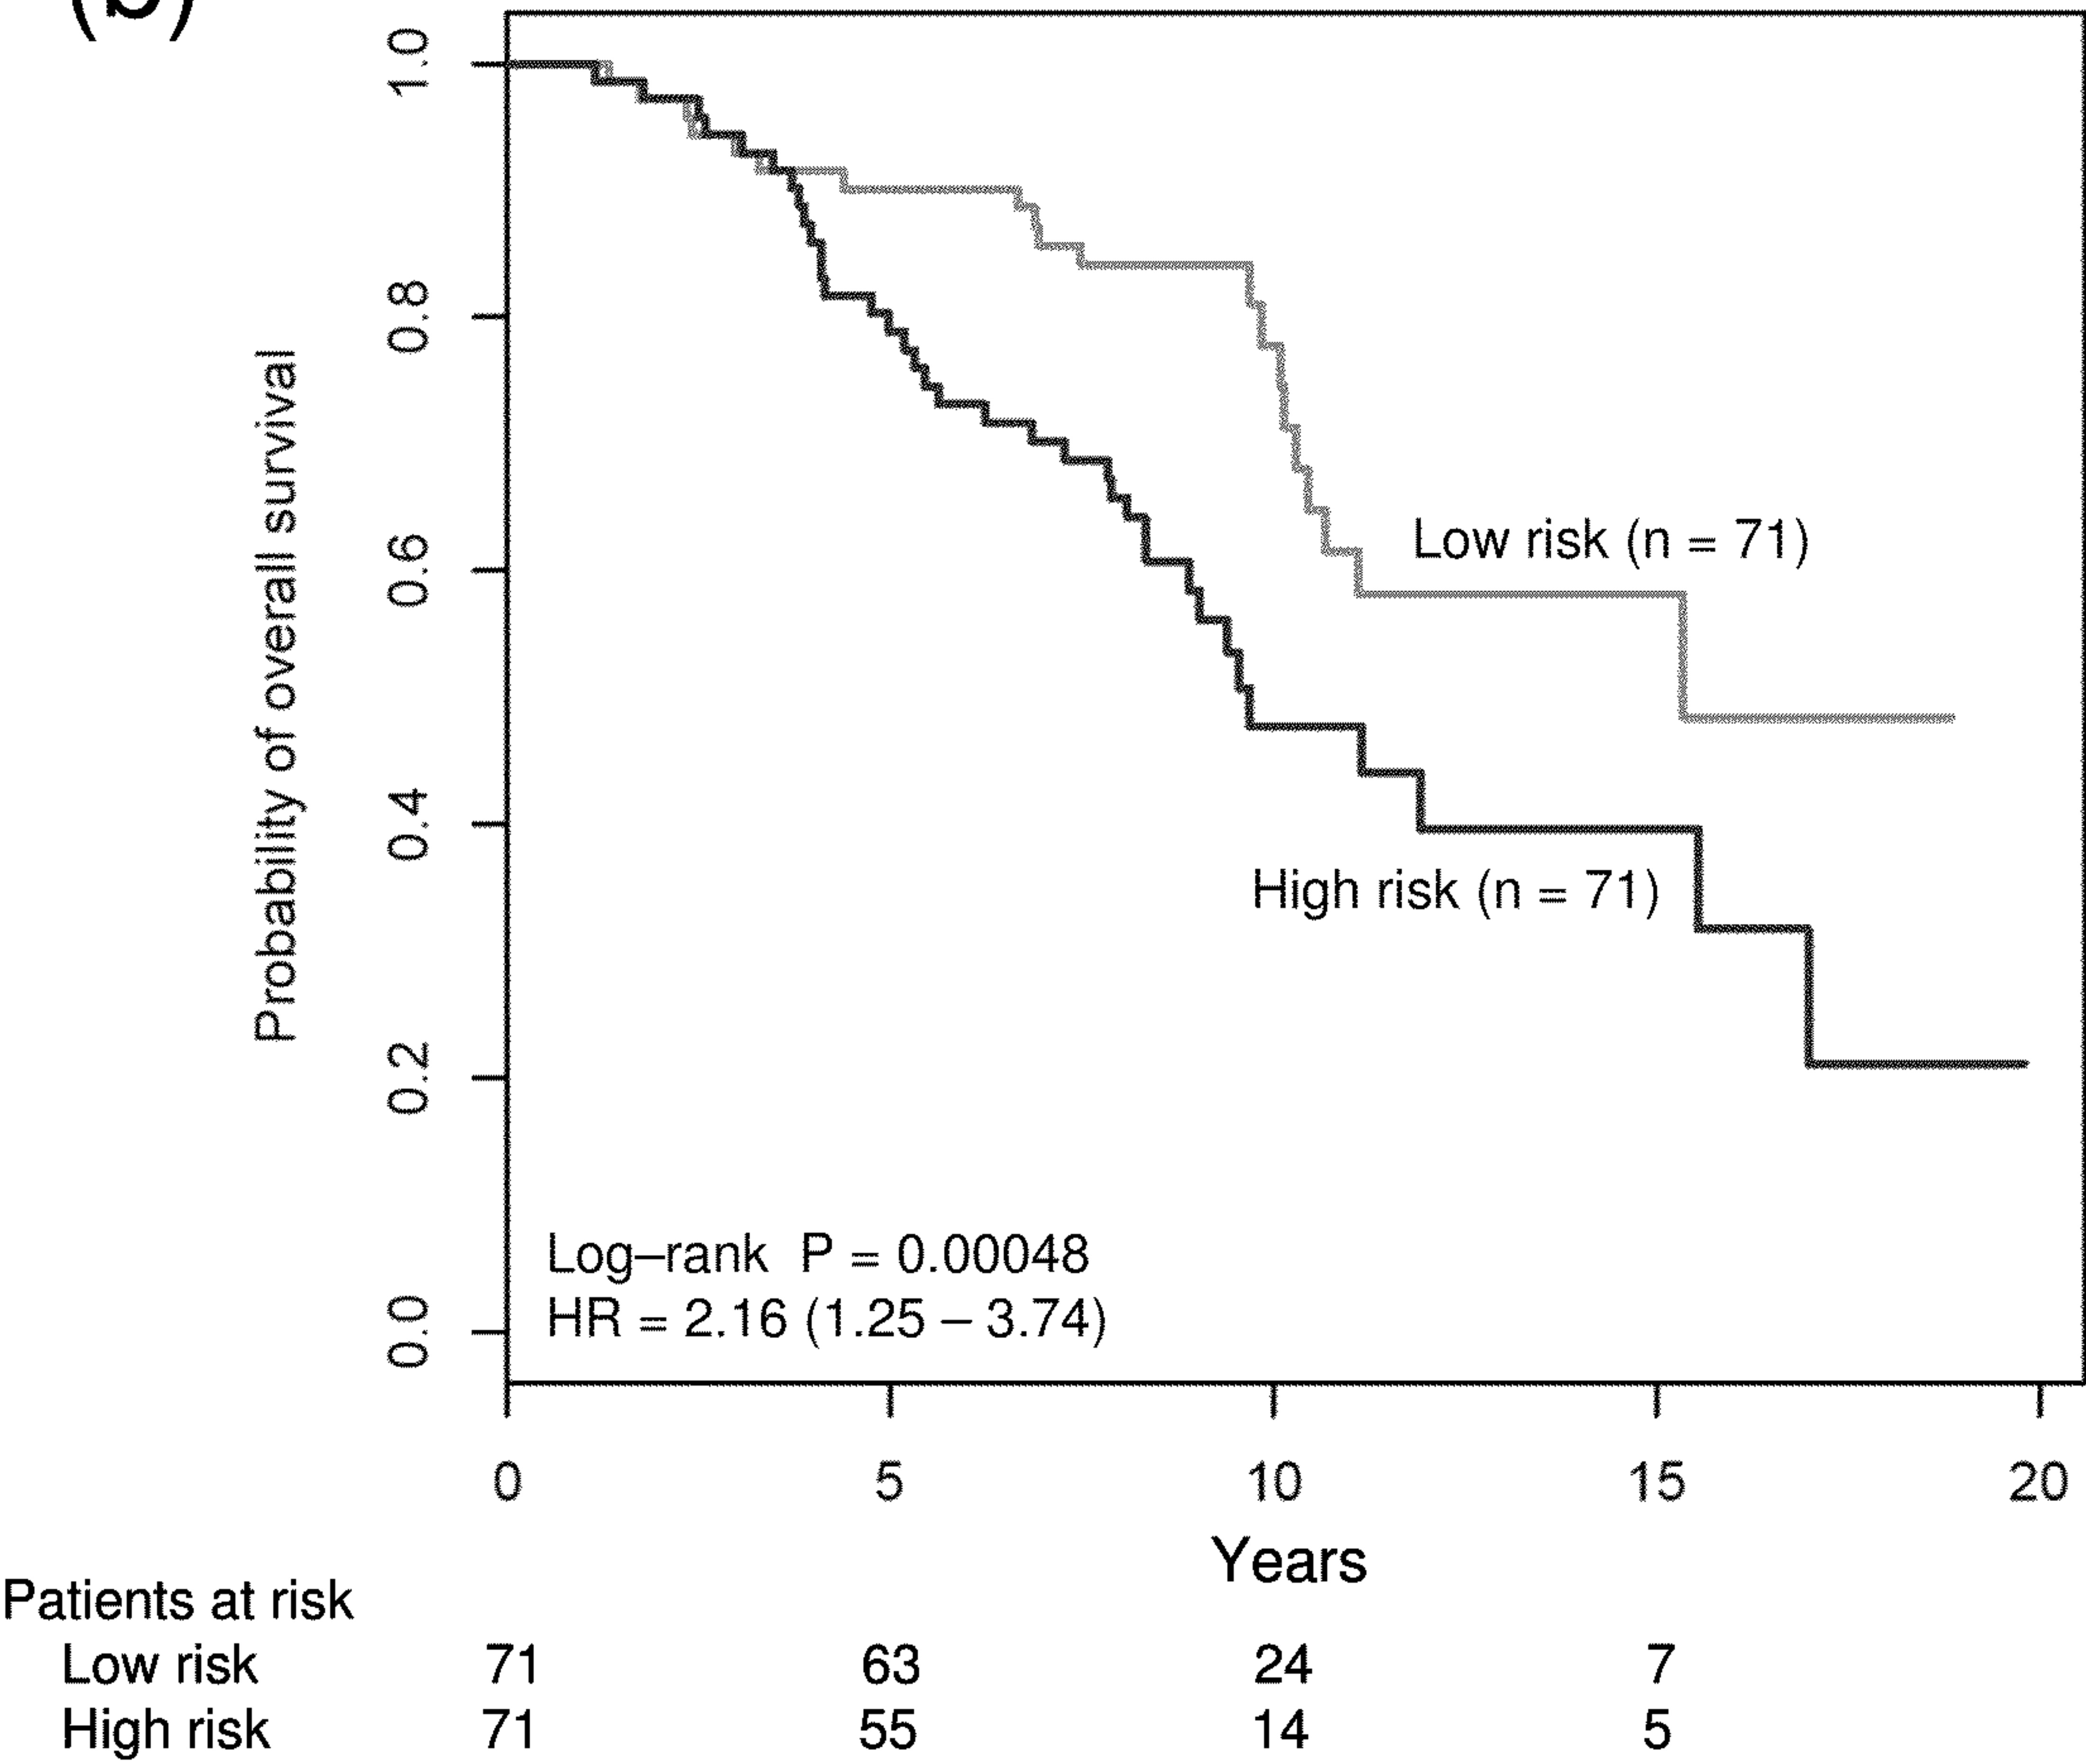 (b)
1.0
0.8
0.6
0.4
0.2
0.0
Probability of overall survival
Low risk (n = 71)
High risk (n = 71)
Log–rank P = 0.00048
HR = 2.16 (1.25 – 3.74)
0 5 10 15 20
Years
Patients at risk
Low risk 71 63 24 7
High risk 71 55 14 5